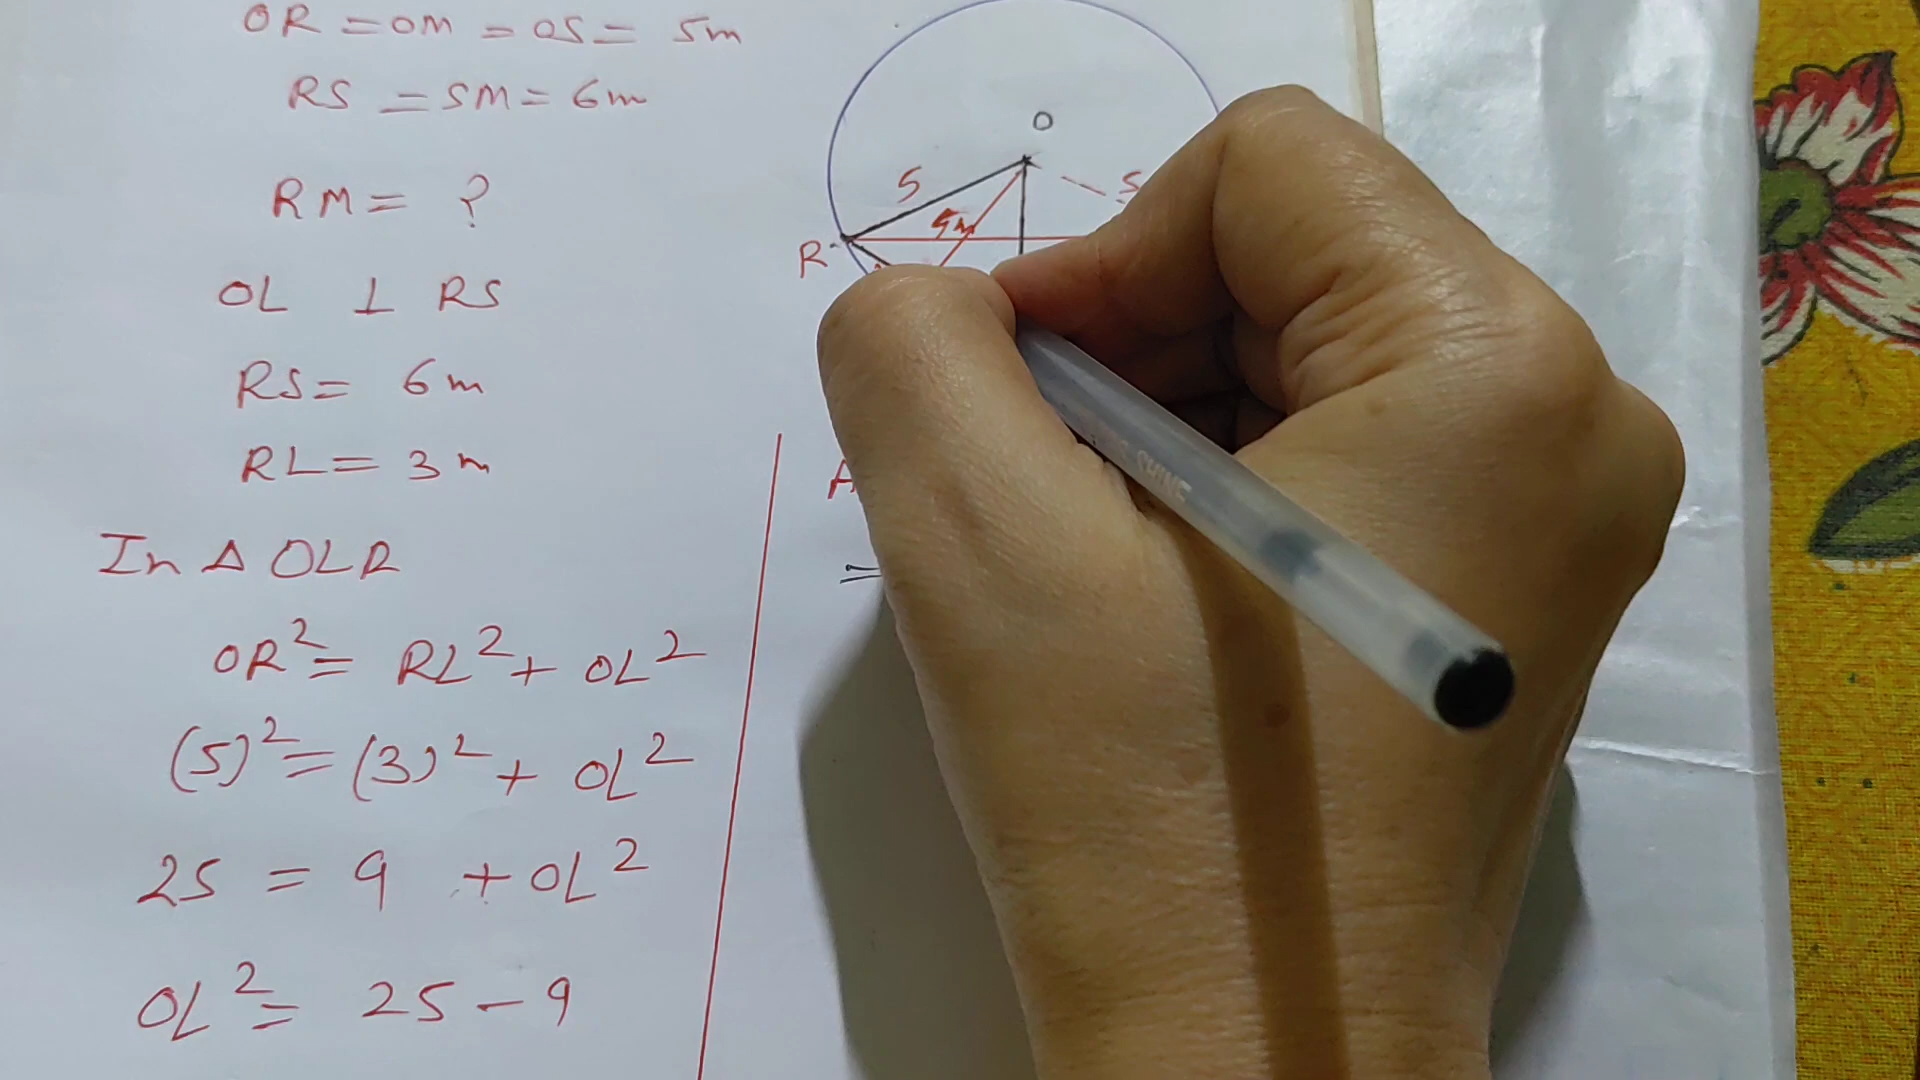 OR = OM = OS = 5m
RS = SM = 6m
RM = ?
OL ⊥ RS
RS = 6m
RL = 3m
In Δ OLR
OR² = RL² + OL²
(5)² = (3)² + OL²
25 = 9 + OL²
OL² = 25 - 9
O
5
5
R
A
=
SHINE